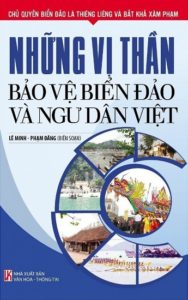 CHỦ QUYỀN BIỂN ĐẢO LÀ THIÊNG LIÊNG VÀ BẤT KHẢ XÂM PHẠM
NHỮNG VỊ THẦN
BẢO VỆ BIỂN ĐẢO
VÀ NGƯ DÂN VIỆT
LÊ MINH - PHẠM ĐĂNG (BIÊN SOẠN)
NHÀ XUẤT BẢN
VĂN HÓA - THÔNG TIN